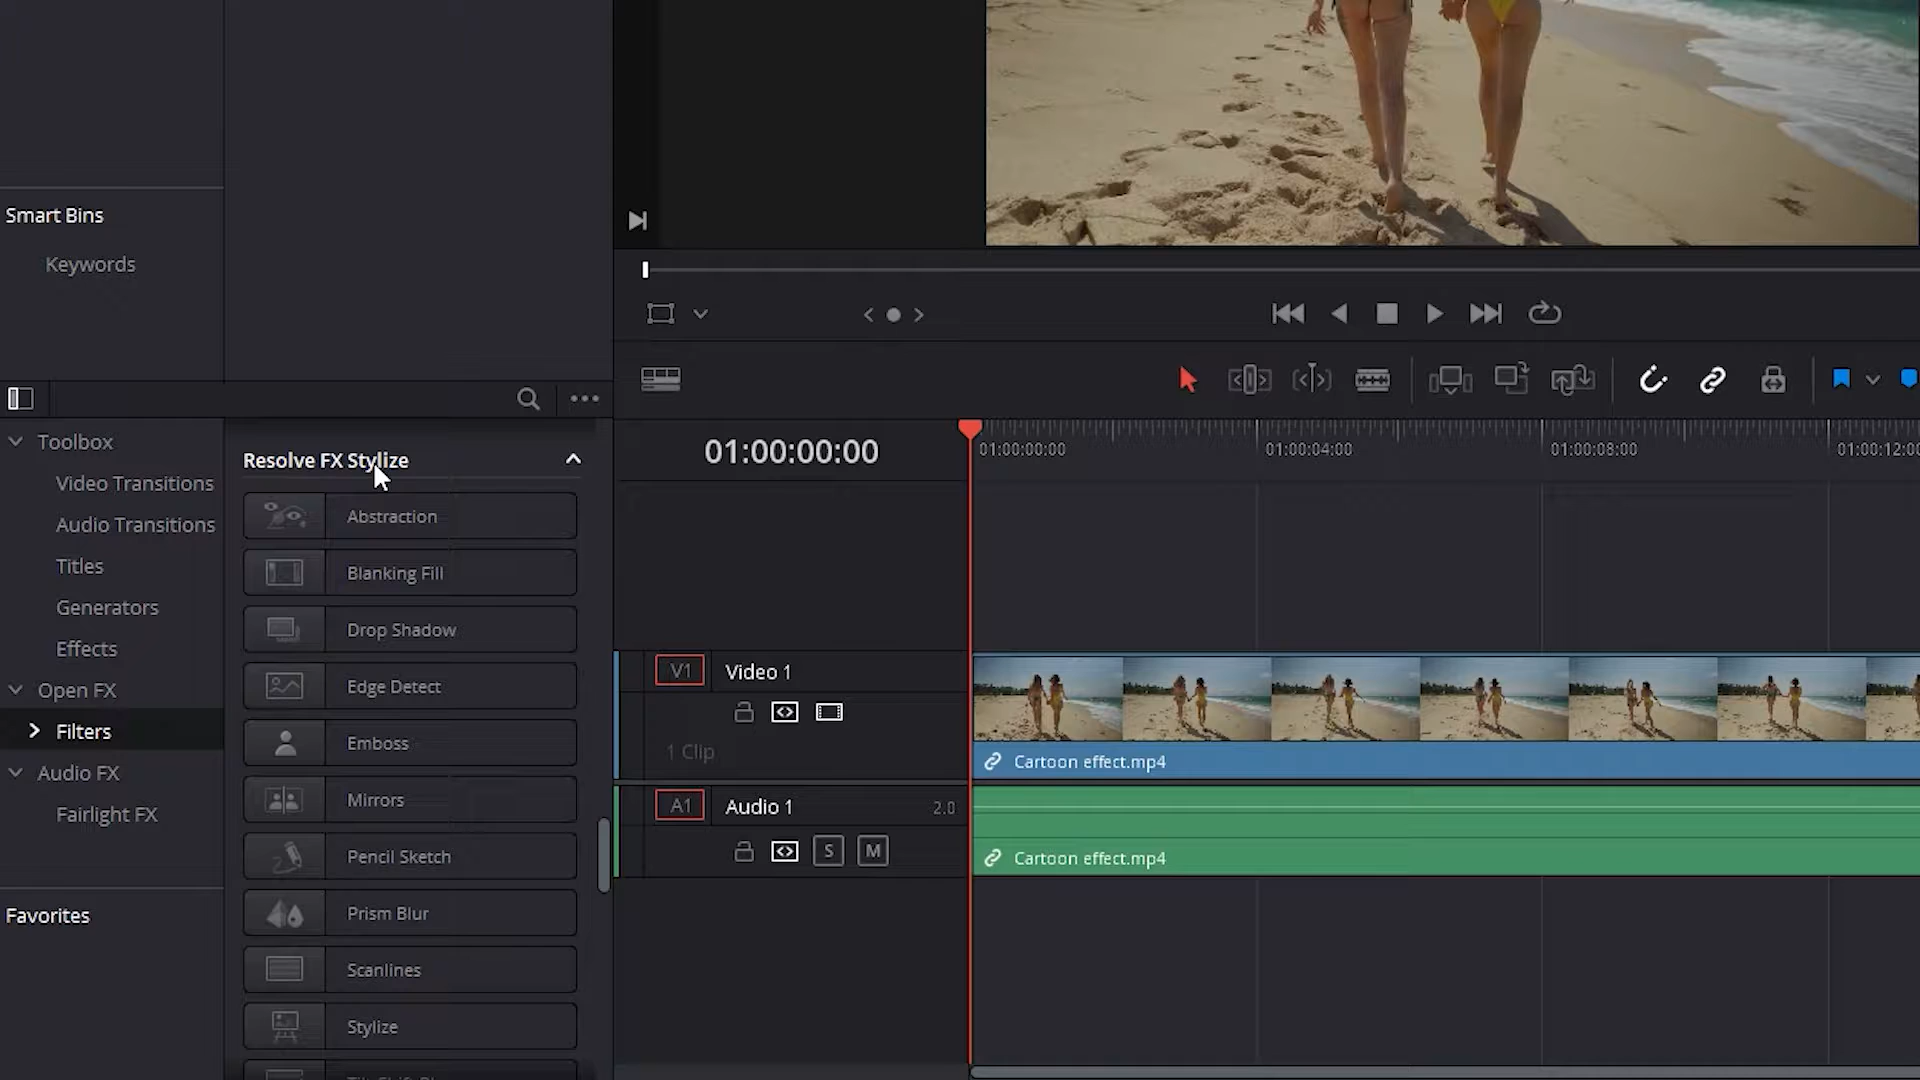 Smart Bins
Keywords
Toolbox
Video Transitions
Audio Transitions
Titles
Generators
Effects
Open FX
Filters
Audio FX
Fairlight FX
Favorites
Resolve FX Stylize
Abstraction
Blanking Fill
Drop Shadow
Edge Detect
Emboss
Mirrors
Pencil Sketch
Prism Blur
Scanlines
Stylize
01:00:00:00
01:00:00:00
01:00:04:00
01:00:08:00
01:00:12:00
V1
Video 1
1 Clip
Cartoon effect.mp4
A1
Audio 1
2.0
S
M
Cartoon effect.mp4